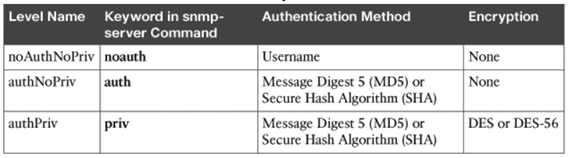 Level Name Keyword in snmp- Authentication Method Encryption
server Command
noAuthNoPriv noauth Username None
authNoPriv auth Message Digest 5 (MD5) or None
Secure Hash Algorithm (SHA)
authPriv priv Message Digest 5 (MD5) or DES or DES-56
Secure Hash Algorithm (SHA)